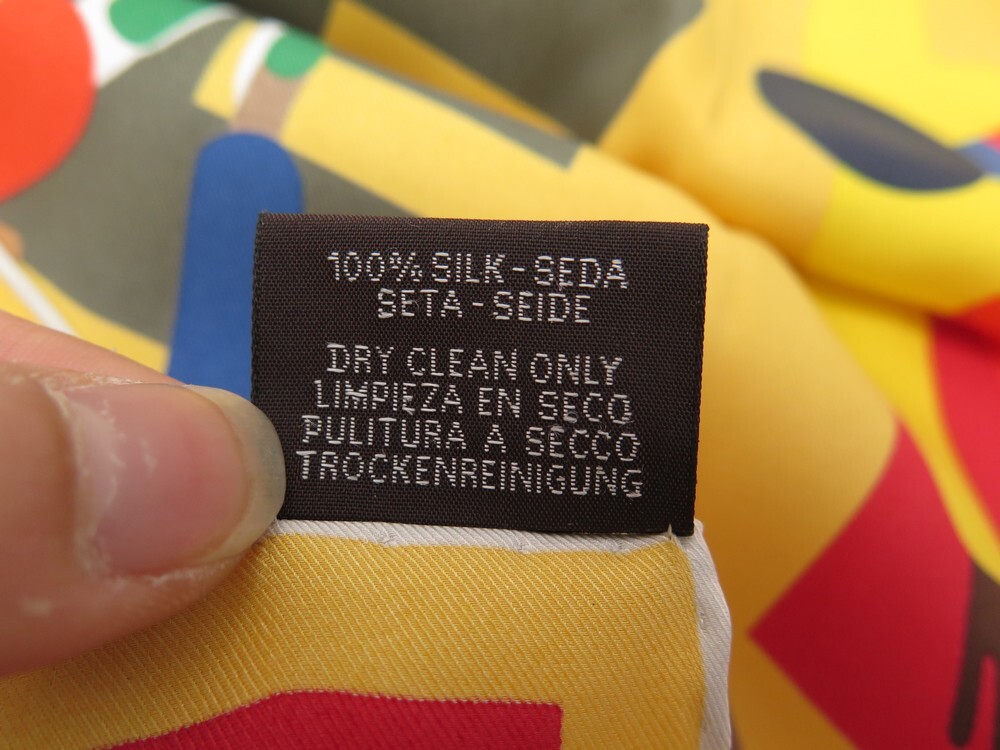 100% SILK - SEDA
SETA - SEIDE
DRY CLEAN ONLY
LIMPIEZA EN SECO
PULITURA A SECCO
TROCKENREINIGUNG